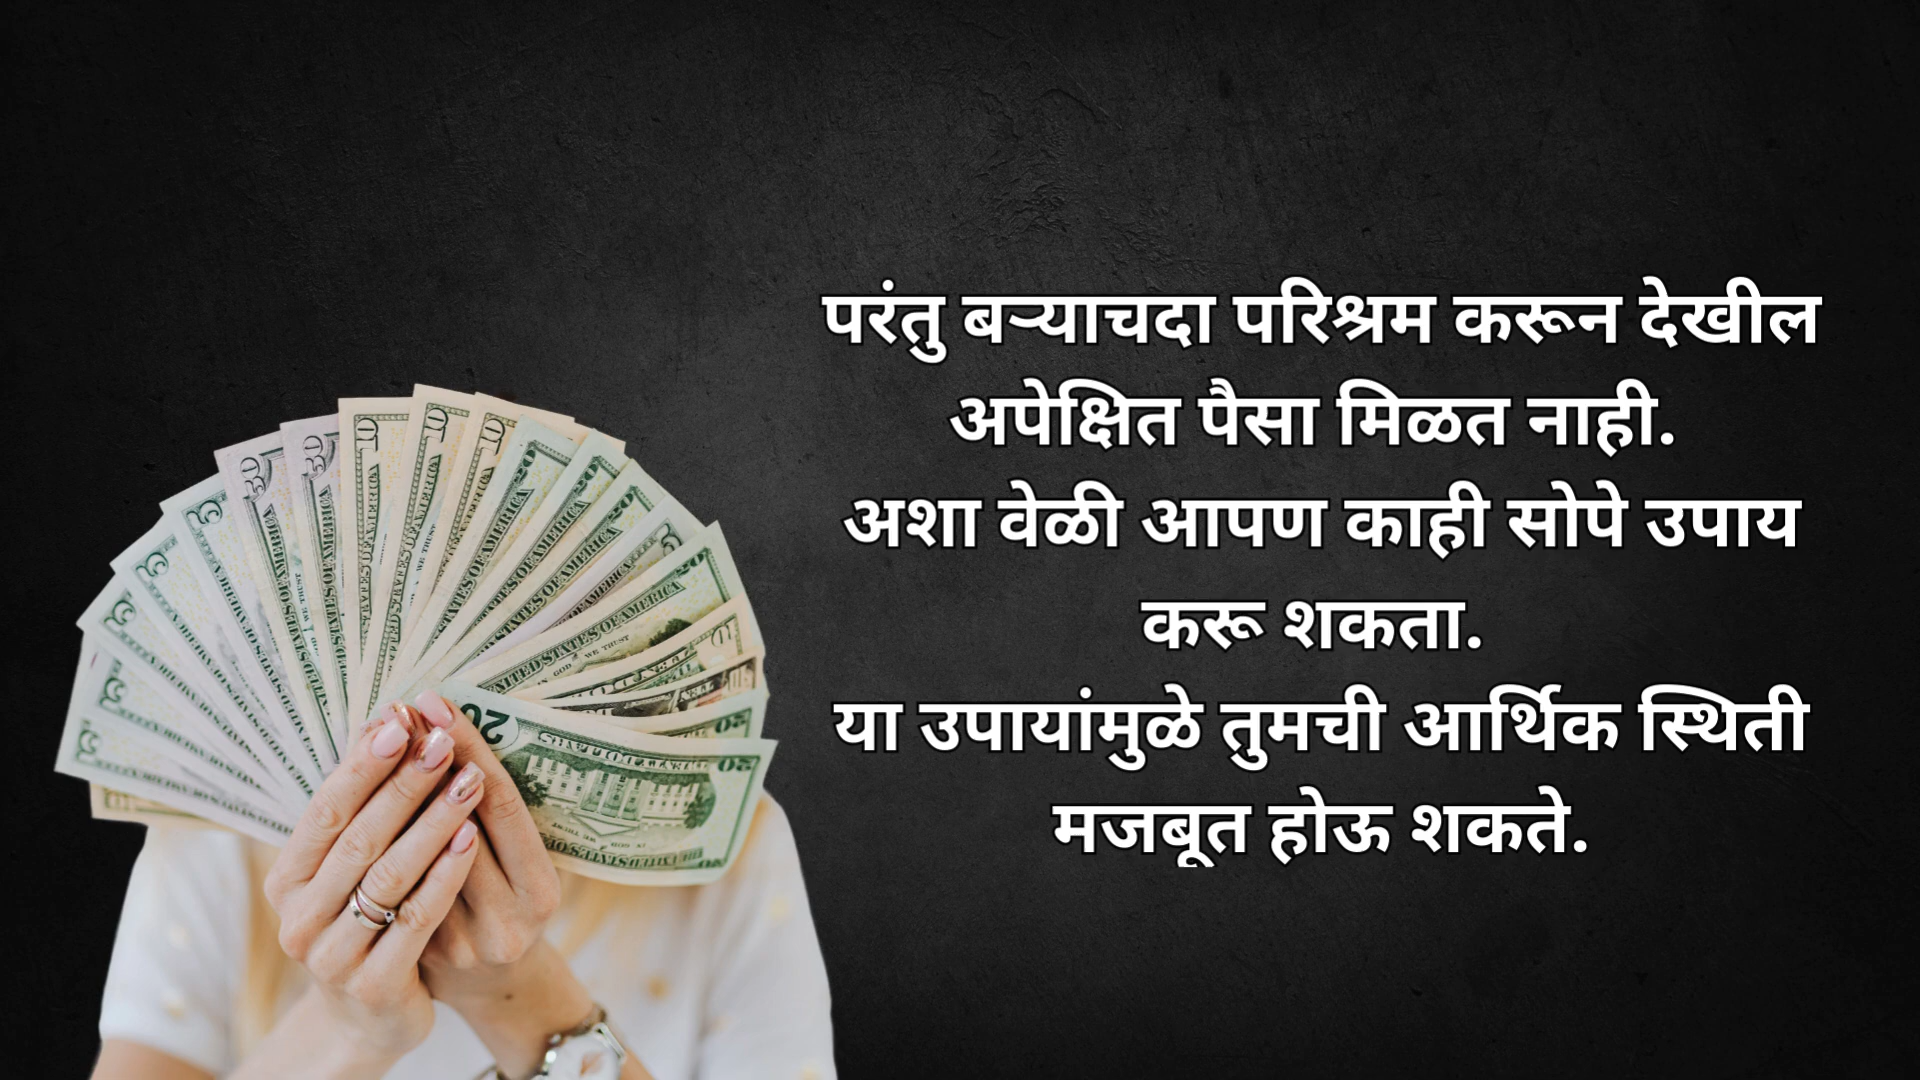 परंतु बऱ्याचदा परिश्रम करून देखील
अपेक्षित पैसा मिळत नाही.
अशा वेळी आपण काही सोपे उपाय
करू शकता.
या उपायांमुळे तुमची आर्थिक स्थिती
मजबूत होऊ शकते.